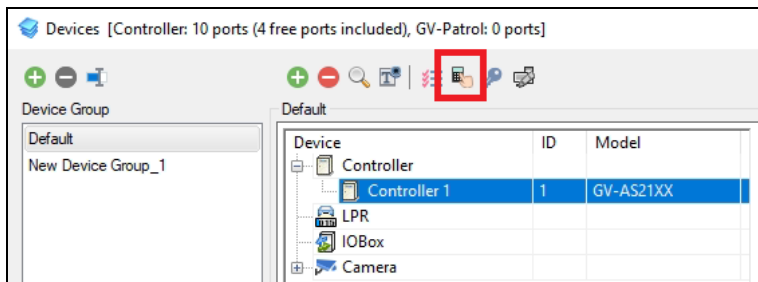 Devices [Controller: 10 ports (4 free ports included), GV-Patrol: 0 ports]
Device Group
Default
Default
New Device Group_1
Device ID Model
Controller
Controller 1 1 GV-AS21XX
LPR
IOBox
Camera